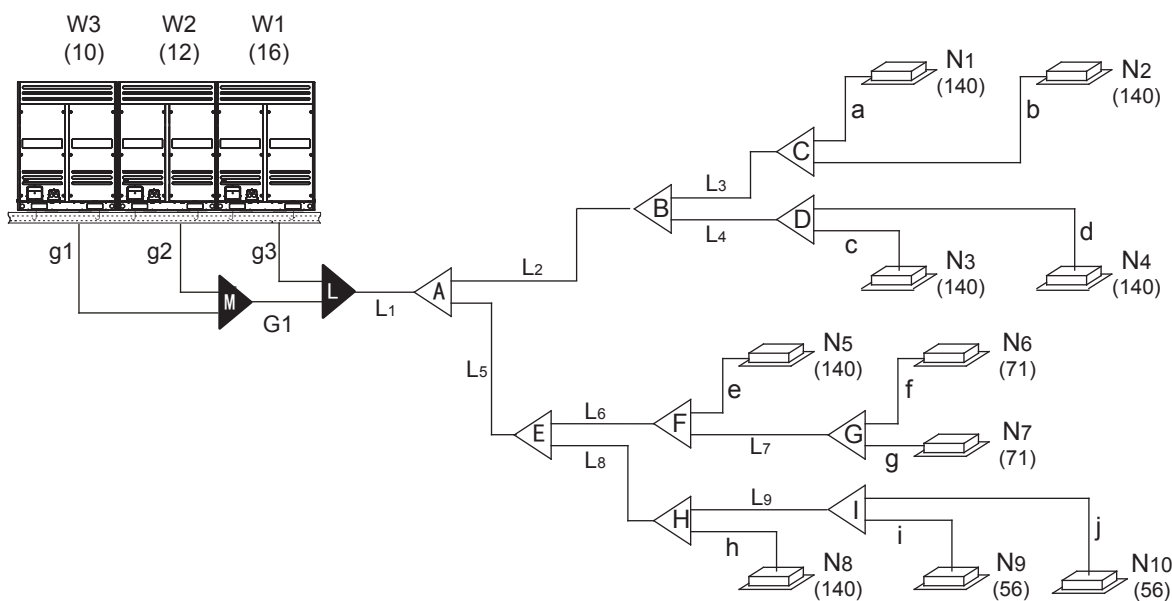 W3 W2 W1
(10) (12) (16)
N1
(140)
N2
(140)
a
b
C
L3
B
L4
D
d
c
g1
g2
g3
L2
N3
(140)
N4
(140)
M
L
A
G1
L1
N5
(140)
N6
(71)
L5
e
f
L6
F
E
L7
G
N7
(71)
g
L8
L9
H
I
h
i
j
N8
(140)
N9
(56)
N10
(56)